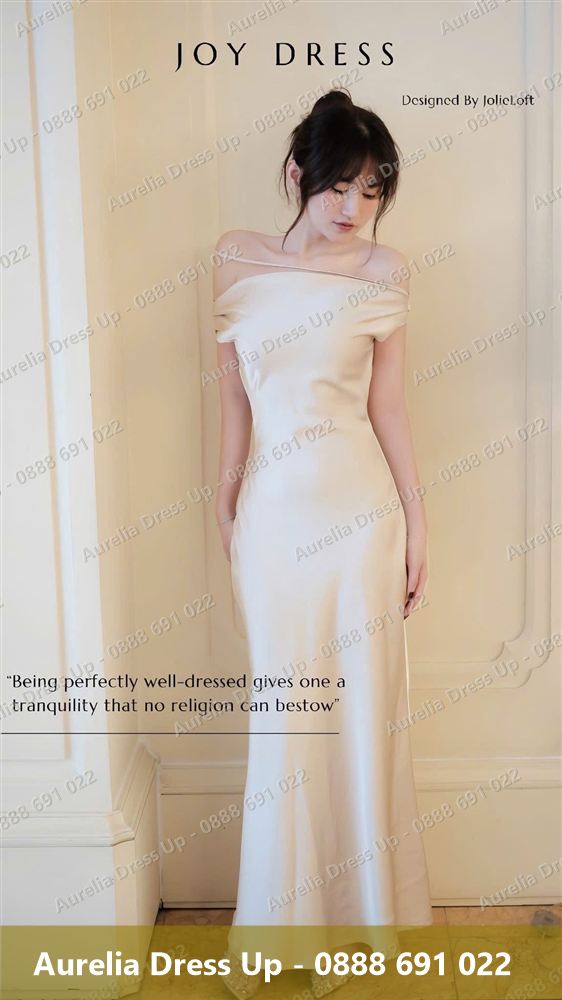 JOY DRESS
Designed By JolieLoft
“Being perfectly well-dressed gives one a
tranquility that no religion can bestow”
Aurelia Dress Up - 0888 691 022